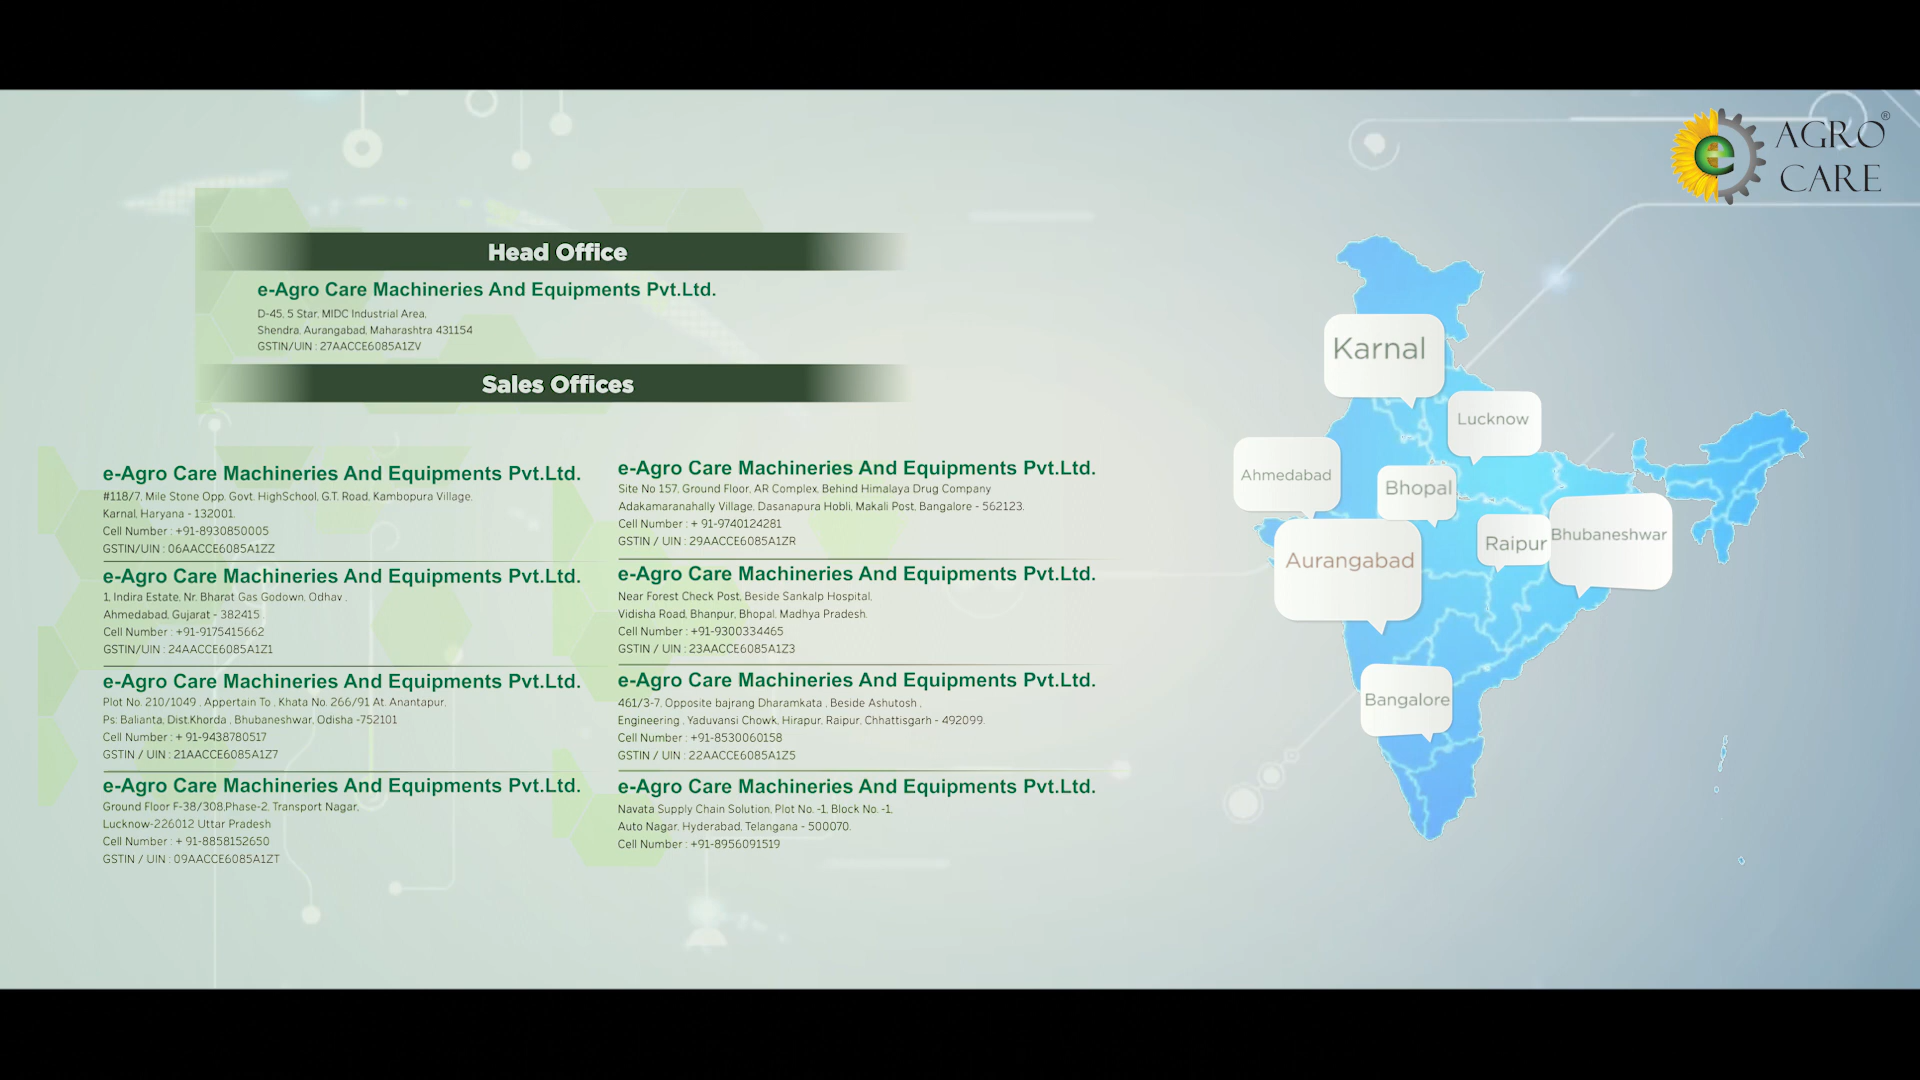 AGRO®
CARE
Head Office
e-Agro Care Machineries And Equipments Pvt.Ltd.
D-45, 5 Star, MIDC Industrial Area,
Shendra, Aurangabad, Maharashtra 431154
GSTIN/UIN : 27AACCE6085A1ZV
Sales Offices
e-Agro Care Machineries And Equipments Pvt.Ltd.
#118/7, Mile Stone Opp. Govt. HighSchool, G.T. Road, Kambopura Village,
Karnal, Haryana - 132001.
Cell Number : +91-8930850005
GSTIN/UIN : 06AACCE6085A1ZZ
e-Agro Care Machineries And Equipments Pvt.Ltd.
1, Indira Estate, Nr. Bharat Gas Godown, Odhav ,
Ahmedabad, Gujarat - 382415
Cell Number : +91-9175415662
GSTIN/UIN : 24AACCE6085A1Z1
e-Agro Care Machineries And Equipments Pvt.Ltd.
Plot No. 210/1049 , Appertain To , Khata No. 266/91 At. Anantapur,
Ps: Balianta, Dist.Khorda , Bhubaneshwar, Odisha -752101
Cell Number : + 91-9438780517
GSTIN / UIN : 21AACCE6085A1Z7
e-Agro Care Machineries And Equipments Pvt.Ltd.
Ground Floor F-38/308,Phase-2, Transport Nagar,
Lucknow-226012 Uttar Pradesh
Cell Number : + 91-8858152650
GSTIN / UIN : 09AACCE6085A1ZT
e-Agro Care Machineries And Equipments Pvt.Ltd.
Site No 157, Ground Floor, AR Complex, Behind Himalaya Drug Company
Adakamaranahally Village, Dasanapura Hobli, Makali Post, Bangalore - 562123.
Cell Number : + 91-9740124281
GSTIN / UIN : 29AACCE6085A1ZR
e-Agro Care Machineries And Equipments Pvt.Ltd.
Near Forest Check Post, Beside Sankalp Hospital,
Vidisha Road, Bhanpur, Bhopal, Madhya Pradesh.
Cell Number : +91-9300334465
GSTIN / UIN : 23AACCE6085A1Z3
e-Agro Care Machineries And Equipments Pvt.Ltd.
461/3-7, Opposite bajrang Dharamkata , Beside Ashutosh ,
Engineering , Yaduvansi Chowk, Hirapur, Raipur, Chhattisgarh - 492099.
Cell Number : +91-8530060158
GSTIN / UIN : 22AACCE6085A1Z5
e-Agro Care Machineries And Equipments Pvt.Ltd.
Navata Supply Chain Solution, Plot No. -1, Block No. -1,
Auto Nagar, Hyderabad, Telangana - 500070.
Cell Number : +91-8956091519
Karnal
Lucknow
Ahmedabad
Bhopal
Raipur
Bhubaneshwar
Aurangabad
Bangalore